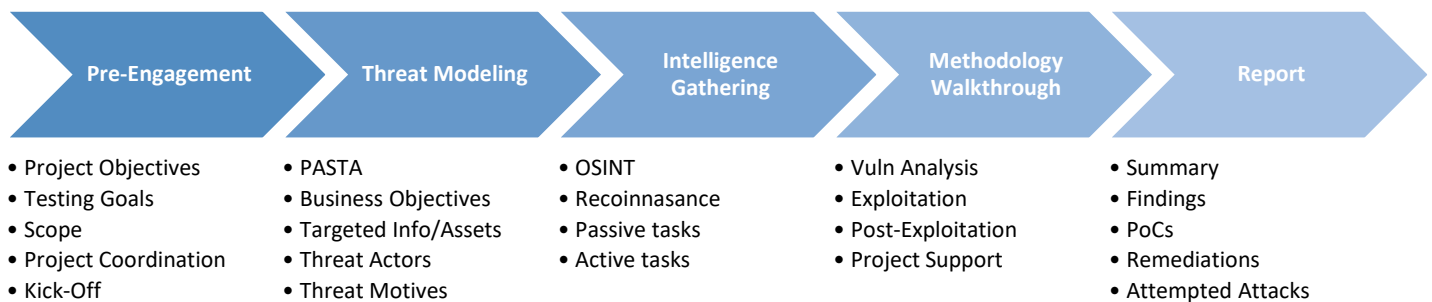 Pre-Engagement
• Project Objectives
• Testing Goals
• Scope
• Project Coordination
• Kick-Off
Threat Modeling
• PASTA
• Business Objectives
• Targeted Info/Assets
• Threat Actors
• Threat Motives
Intelligence
Gathering
• OSINT
• Recoinnasance
• Passive tasks
• Active tasks
Methodology
Walkthrough
• Vuln Analysis
• Exploitation
• Post-Exploitation
• Project Support
Report
• Summary
• Findings
• PoCs
• Remediations
• Attempted Attacks